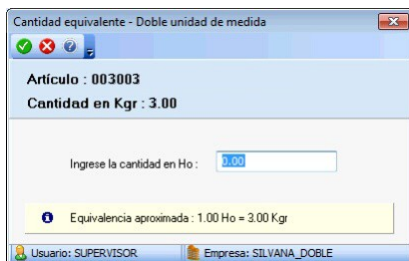 Cantidad equivalente - Doble unidad de medida
Artículo : 003003
Cantidad en Kgr : 3.00
Ingrese la cantidad en Ho : 0.00
Equivalencia aproximada : 1.00 Ho = 3.00 Kgr
Usuario: SUPERVISOR Empresa: SILVANA_DOBLE